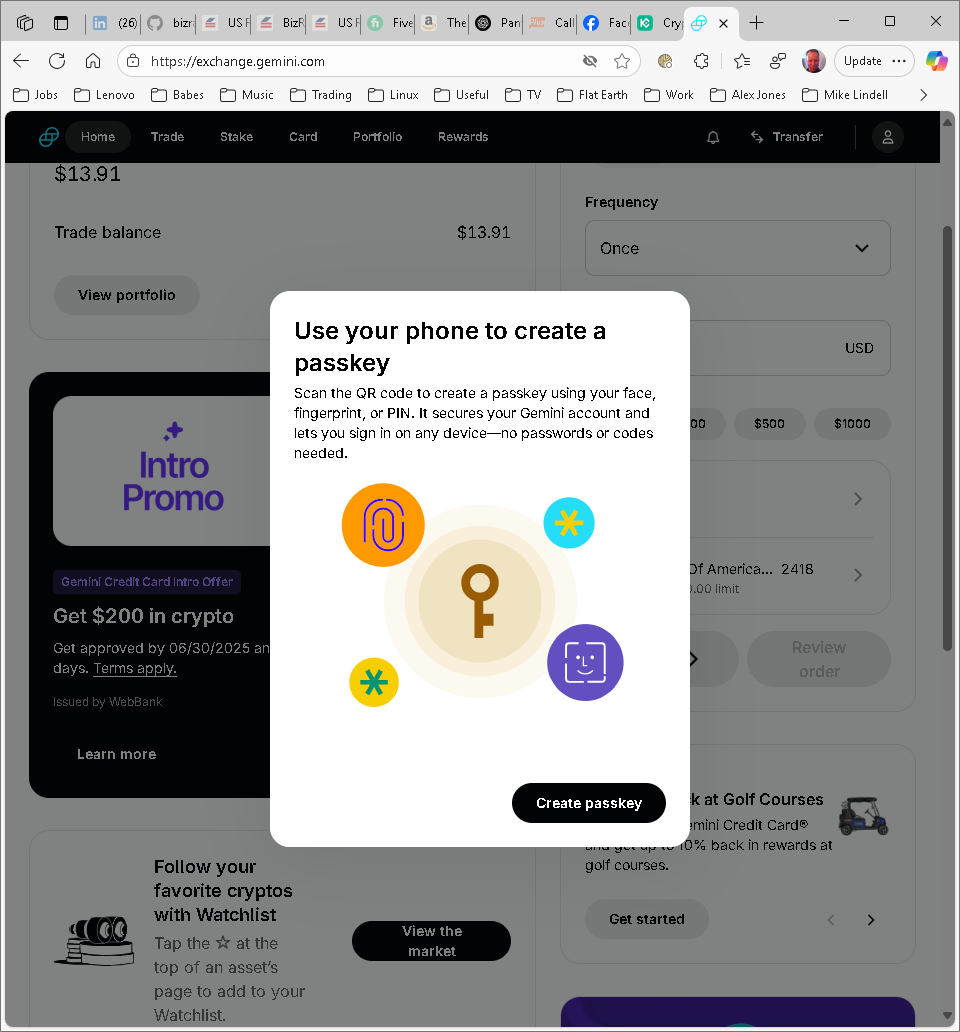 (26)
bizr
US F
BizR
US F
Five
The
Pan
Call
Face
Cry
https://exchange.gemini.com
Update
Jobs
Lenovo
Babes
Music
Trading
Linux
Useful
TV
Flat Earth
Work
Alex Jones
Mike Lindell
Home
Trade
Stake
Card
Portfolio
Rewards
Transfer
$13.91
Trade balance
$13.91
View portfolio
Frequency
Once
USD
00
$500
$1000
Of America... 2418
0.00 limit
Review
order
Use your phone to create a
passkey
Scan the QR code to create a passkey using your face,
fingerprint, or PIN. It secures your Gemini account and
lets you sign in on any device—no passwords or codes
needed.
Create passkey
Intro
Promo
Gemini Credit Card Intro Offer
Get $200 in crypto
Get approved by 06/30/2025 an
days. Terms apply.
Issued by WebBank
Learn more
Follow your
favorite cryptos
with Watchlist
Tap the ☆ at the
top of an asset's
page to add to your
Watchlist.
View the
market
k at Golf Courses
emini Credit Card®
and get up to 10% back in rewards at
golf courses.
Get started